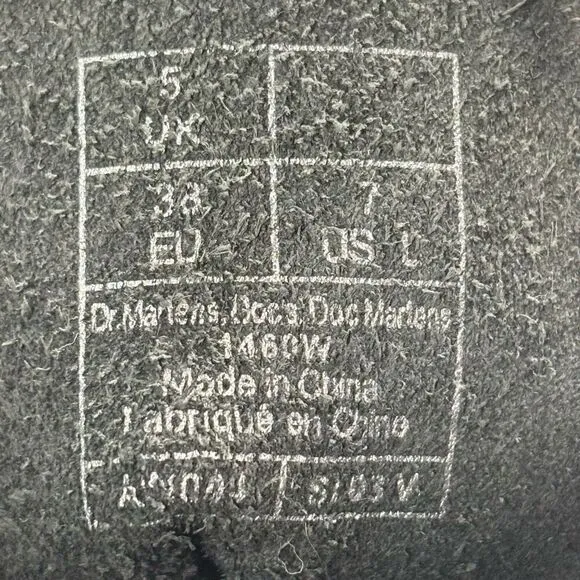 5
UK
38 7
EU US L
Dr.Martens, Docs, Doc Martens
1460W
Made in China
Fabriqué en Chine